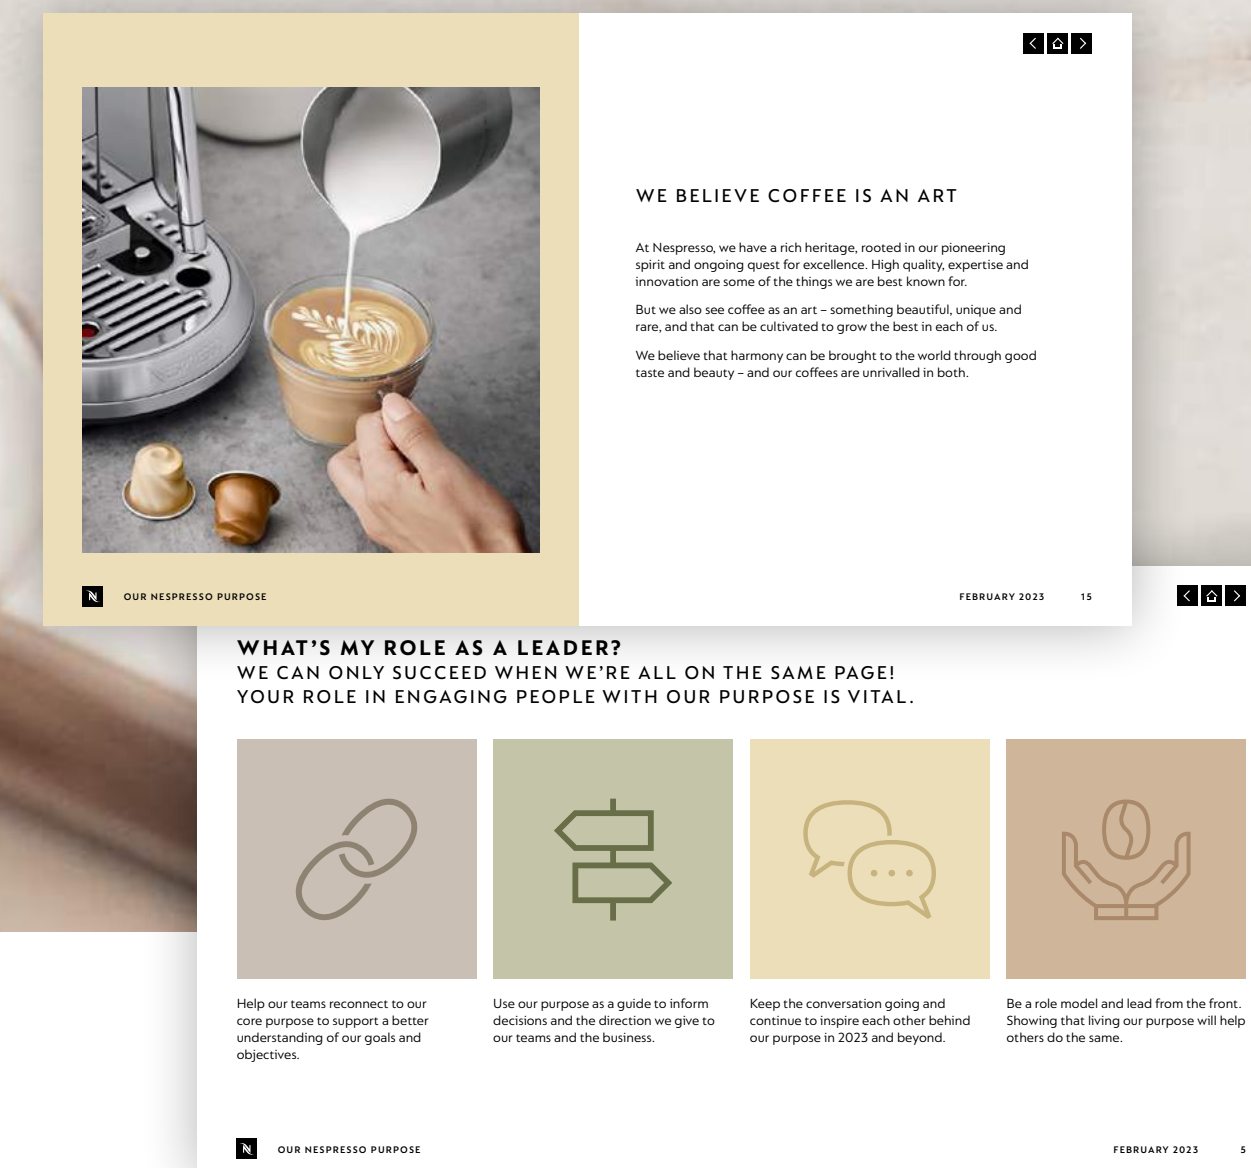 WE BELIEVE COFFEE IS AN ART
At Nespresso, we have a rich heritage, rooted in our pioneering
spirit and ongoing quest for excellence. High quality, expertise and
innovation are some of the things we are best known for.
But we also see coffee as an art – something beautiful, unique and
rare, and that can be cultivated to grow the best in each of us.
We believe that harmony can be brought to the world through good
taste and beauty – and our coffees are unrivalled in both.
OUR NESPRESSO PURPOSE
FEBRUARY 2023 15
WHAT’S MY ROLE AS A LEADER?
WE CAN ONLY SUCCEED WHEN WE’RE ALL ON THE SAME PAGE!
YOUR ROLE IN ENGAGING PEOPLE WITH OUR PURPOSE IS VITAL.
Help our teams reconnect to our
core purpose to support a better
understanding of our goals and
objectives.
Use our purpose as a guide to inform
decisions and the direction we give to
our teams and the business.
Keep the conversation going and
continue to inspire each other behind
our purpose in 2023 and beyond.
Be a role model and lead from the front.
Showing that living our purpose will help
others do the same.
OUR NESPRESSO PURPOSE
FEBRUARY 2023 5